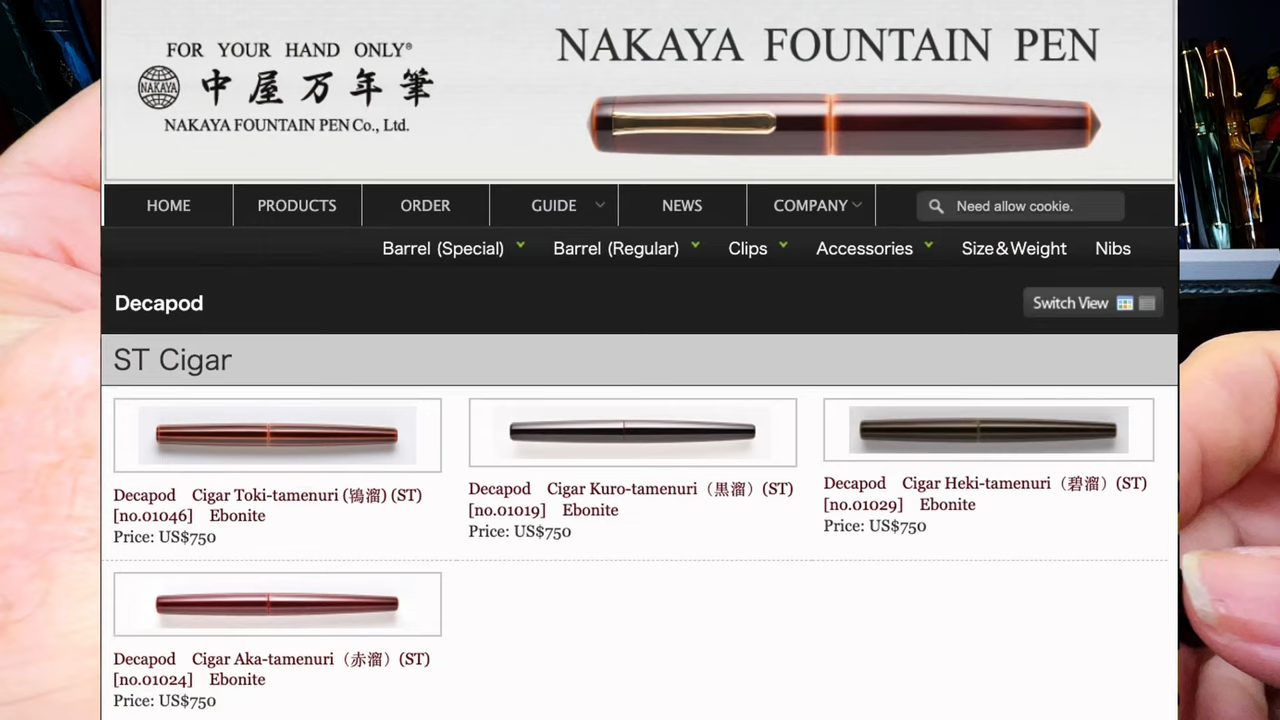 FOR YOUR HAND ONLY®
NAKAYA
中屋万年筆
NAKAYA FOUNTAIN PEN Co., Ltd.
NAKAYA FOUNTAIN PEN
HOME PRODUCTS ORDER GUIDE NEWS COMPANY Need allow cookie.
Barrel (Special) Barrel (Regular) Clips Accessories Size&Weight Nibs
Decapod
Switch View
ST Cigar
Decapod Cigar Toki-tamenuri (鴇溜) (ST)
[no.01046] Ebonite
Price: US$750
Decapod Cigar Kuro-tamenuri（黒溜）(ST)
[no.01019] Ebonite
Price: US$750
Decapod Cigar Heki-tamenuri（碧溜）(ST)
[no.01029] Ebonite
Price: US$750
Decapod Cigar Aka-tamenuri（赤溜）(ST)
[no.01024] Ebonite
Price: US$750